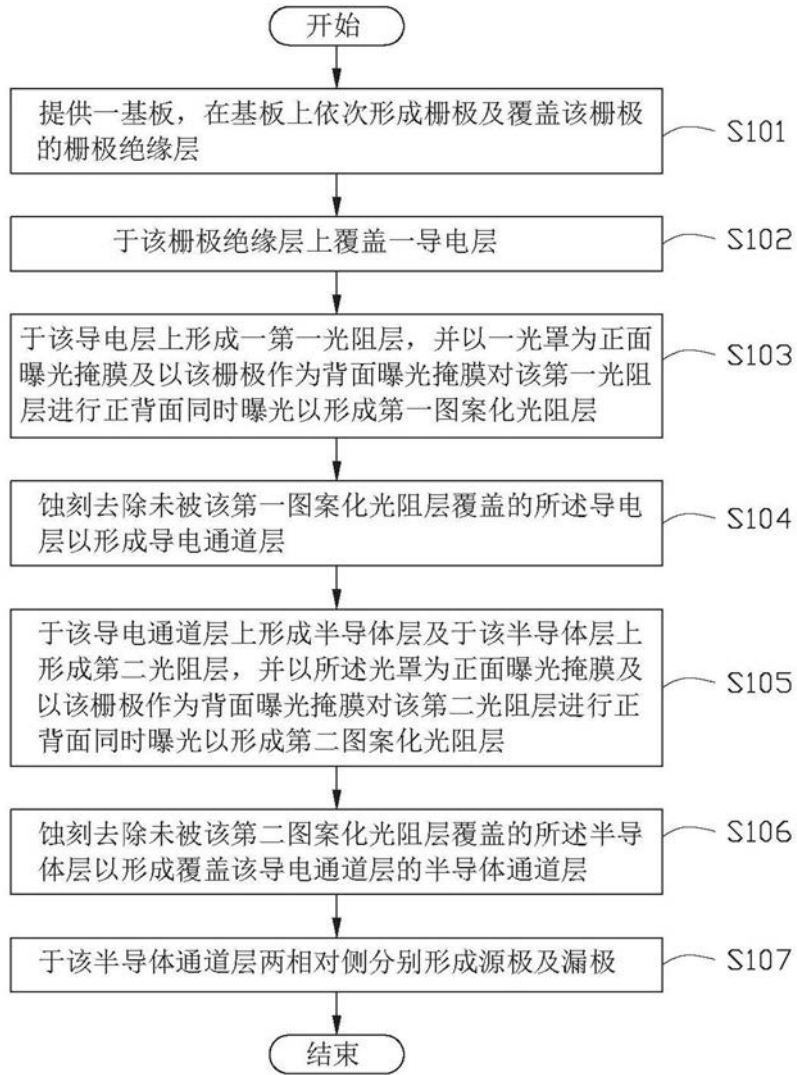 开始
提供一基板，在基板上依次形成栅极及覆盖该栅极
的栅极绝缘层
S101
于该栅极绝缘层上覆盖一导电层
S102
于该导电层上形成一第一光阻层，并以一光罩为正面
曝光掩膜及以该栅极作为背面曝光掩膜对该第一光阻
层进行正背面同时曝光以形成第一图案化光阻层
S103
蚀刻去除未被该第一图案化光阻层覆盖的所述导电
层以形成导电通道层
S104
于该导电通道层上形成半导体层及于该半导体层上
形成第二光阻层，并以所述光罩为正面曝光掩膜及
以该栅极作为背面曝光掩膜对该第二光阻层进行正
背面同时曝光以形成第二图案化光阻层
S105
蚀刻去除未被该第二图案化光阻层覆盖的所述半导
体层以形成覆盖该导电通道层的半导体通道层
S106
于该半导体通道层两相对侧分别形成源极及漏极
S107
结束